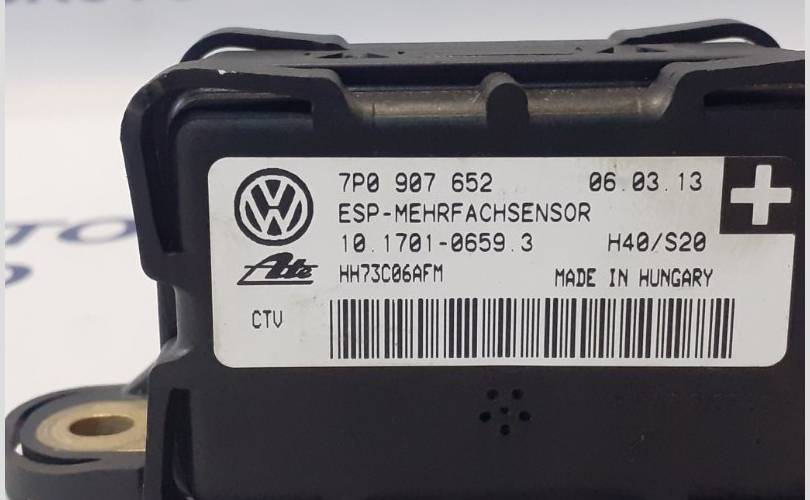 7P0 907 652 06.03.13
ESP-MEHRFACHSENSOR
10.1701-0659.3 H40/S20
Ate HH73C06AFM MADE IN HUNGARY
CTV